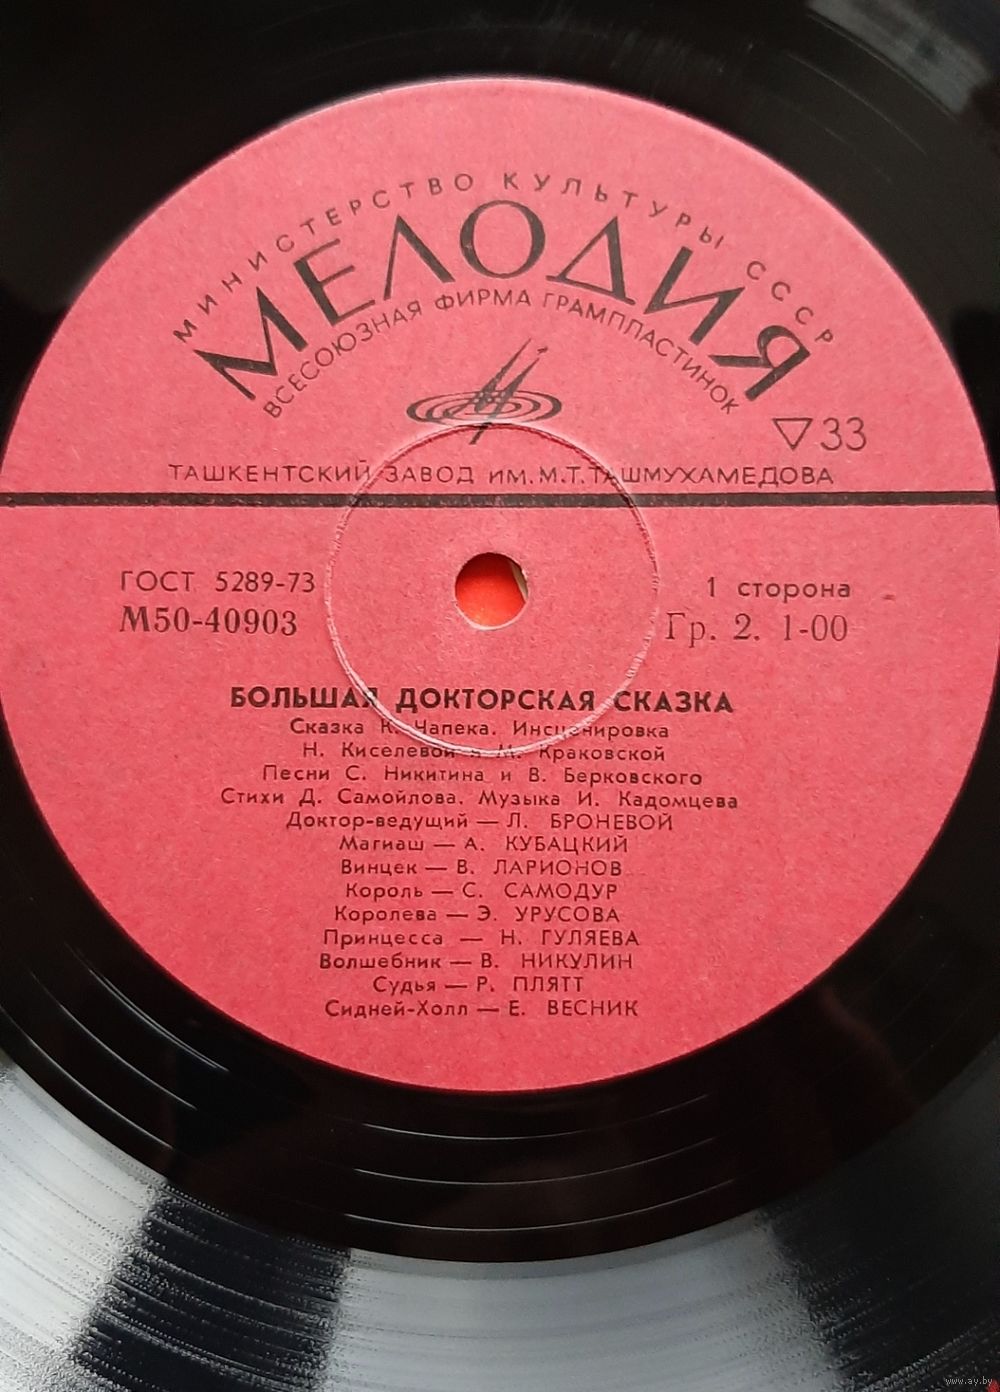 МИНИСТЕРСТВО КУЛЬТУРЫ СССР
МЕЛОДИЯ
ВСЕСОЮЗНАЯ ФИРМА ГРАМПЛАСТИНОК
33
ТАШКЕНТСКИЙ ЗАВОД ИМ. М.Т. ТАШМУХАМЕДОВА
ГОСТ 5289-73
М50-40903
1 сторона
Гр. 2. 1-00
БОЛЬШАЯ ДОКТОРСКАЯ СКАЗКА
Сказка К. Чапека. Инсценировка
Н. Киселевой и М. Краковской
Песни С. Никитина и В. Берковского
Стихи Д. Самойлова. Музыка И. Кадомцева
Доктор-ведущий — Л. БРОНЕВОЙ
Магиаш — А. КУБАЦКИЙ
Винцек — В. ЛАРИОНОВ
Король — С. САМОДУР
Королева — Э. УРУСОВА
Принцесса — Н. ГУЛЯЕВА
Волшебник — В. НИКУЛИН
Судья — Р. ПЛЯТТ
Сидней-Холл — Е. ВЕСНИК
www.ay.by